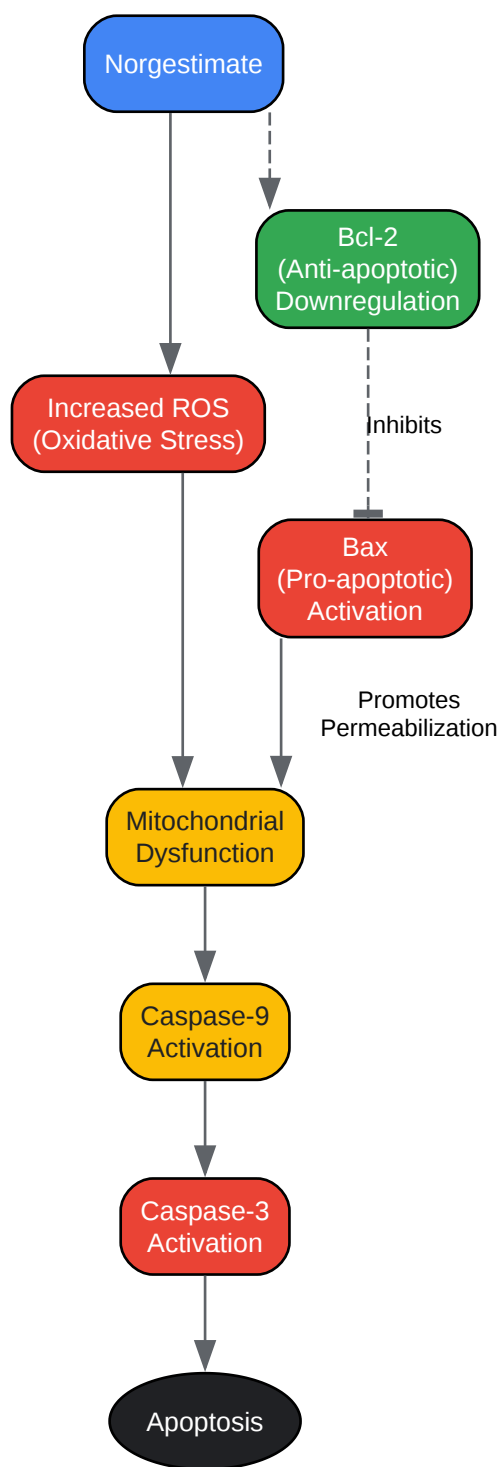 Norgestimate
Bcl-2
(Anti-apoptotic)
Downregulation
Increased ROS
(Oxidative Stress)
Inhibits
Bax
(Pro-apoptotic)
Activation
Promotes
Permeabilization
Mitochondrial
Dysfunction
Caspase-9
Activation
Caspase-3
Activation
Apoptosis